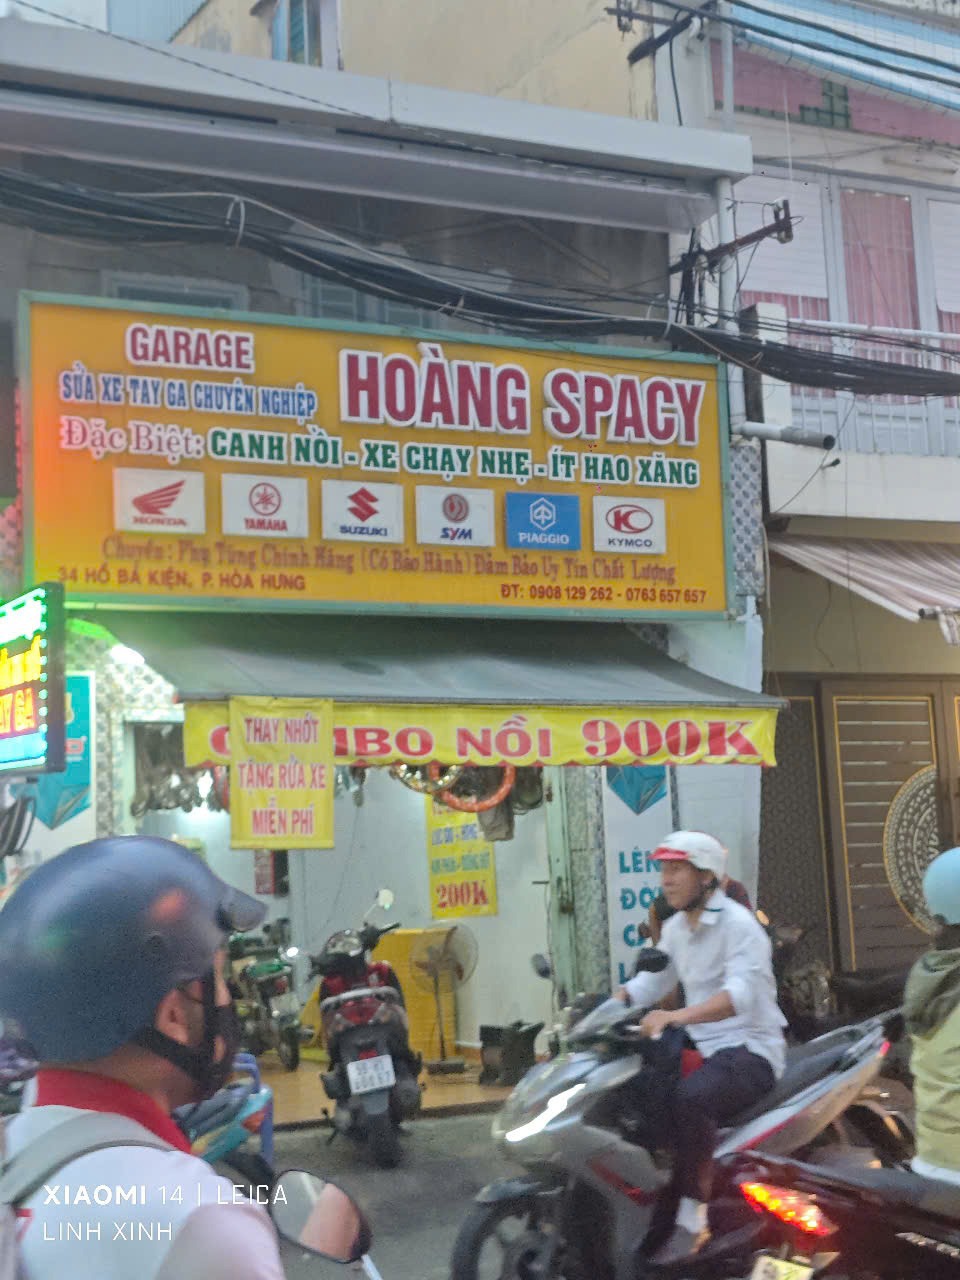 GARAGE
HOÀNG SPACY
SỬA XE TAY GA CHUYÊN NGHIỆP
Đặc Biệt: CANH NỒI - XE CHẠY NHẸ - ÍT HAO XĂNG
HONDA
YAMAHA
SUZUKI
SYM
PIAGGIO
KYMCO
Chuyên : Phụ Tùng Chính Hãng ( Có Bảo Hành ) Đảm Bảo Uy Tín Chất Lượng
34 HỒ BÁ KIỆN, P. HÒA HƯNG
ĐT: 0908 129 262 - 0763 657 657
NỒI 900K
THAY NHỚT
TẶNG RỬA XE
MIỄN PHÍ
200K
LÊN
XIAOMI 14 | LEICA
LINH XINH